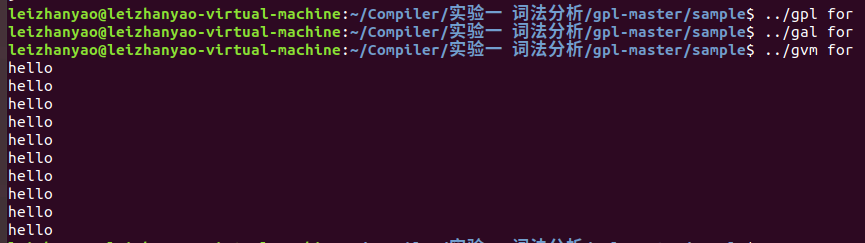 leizhanyao@leizhanyao-virtual-machine:~/Compiler/实验一 词法分析/gpl-master/sample$ ../gpl for
leizhanyao@leizhanyao-virtual-machine:~/Compiler/实验一 词法分析/gpl-master/sample$ ../gal for
leizhanyao@leizhanyao-virtual-machine:~/Compiler/实验一 词法分析/gpl-master/sample$ ../gvm for
hello
hello
hello
hello
hello
hello
hello
hello
hello
hello